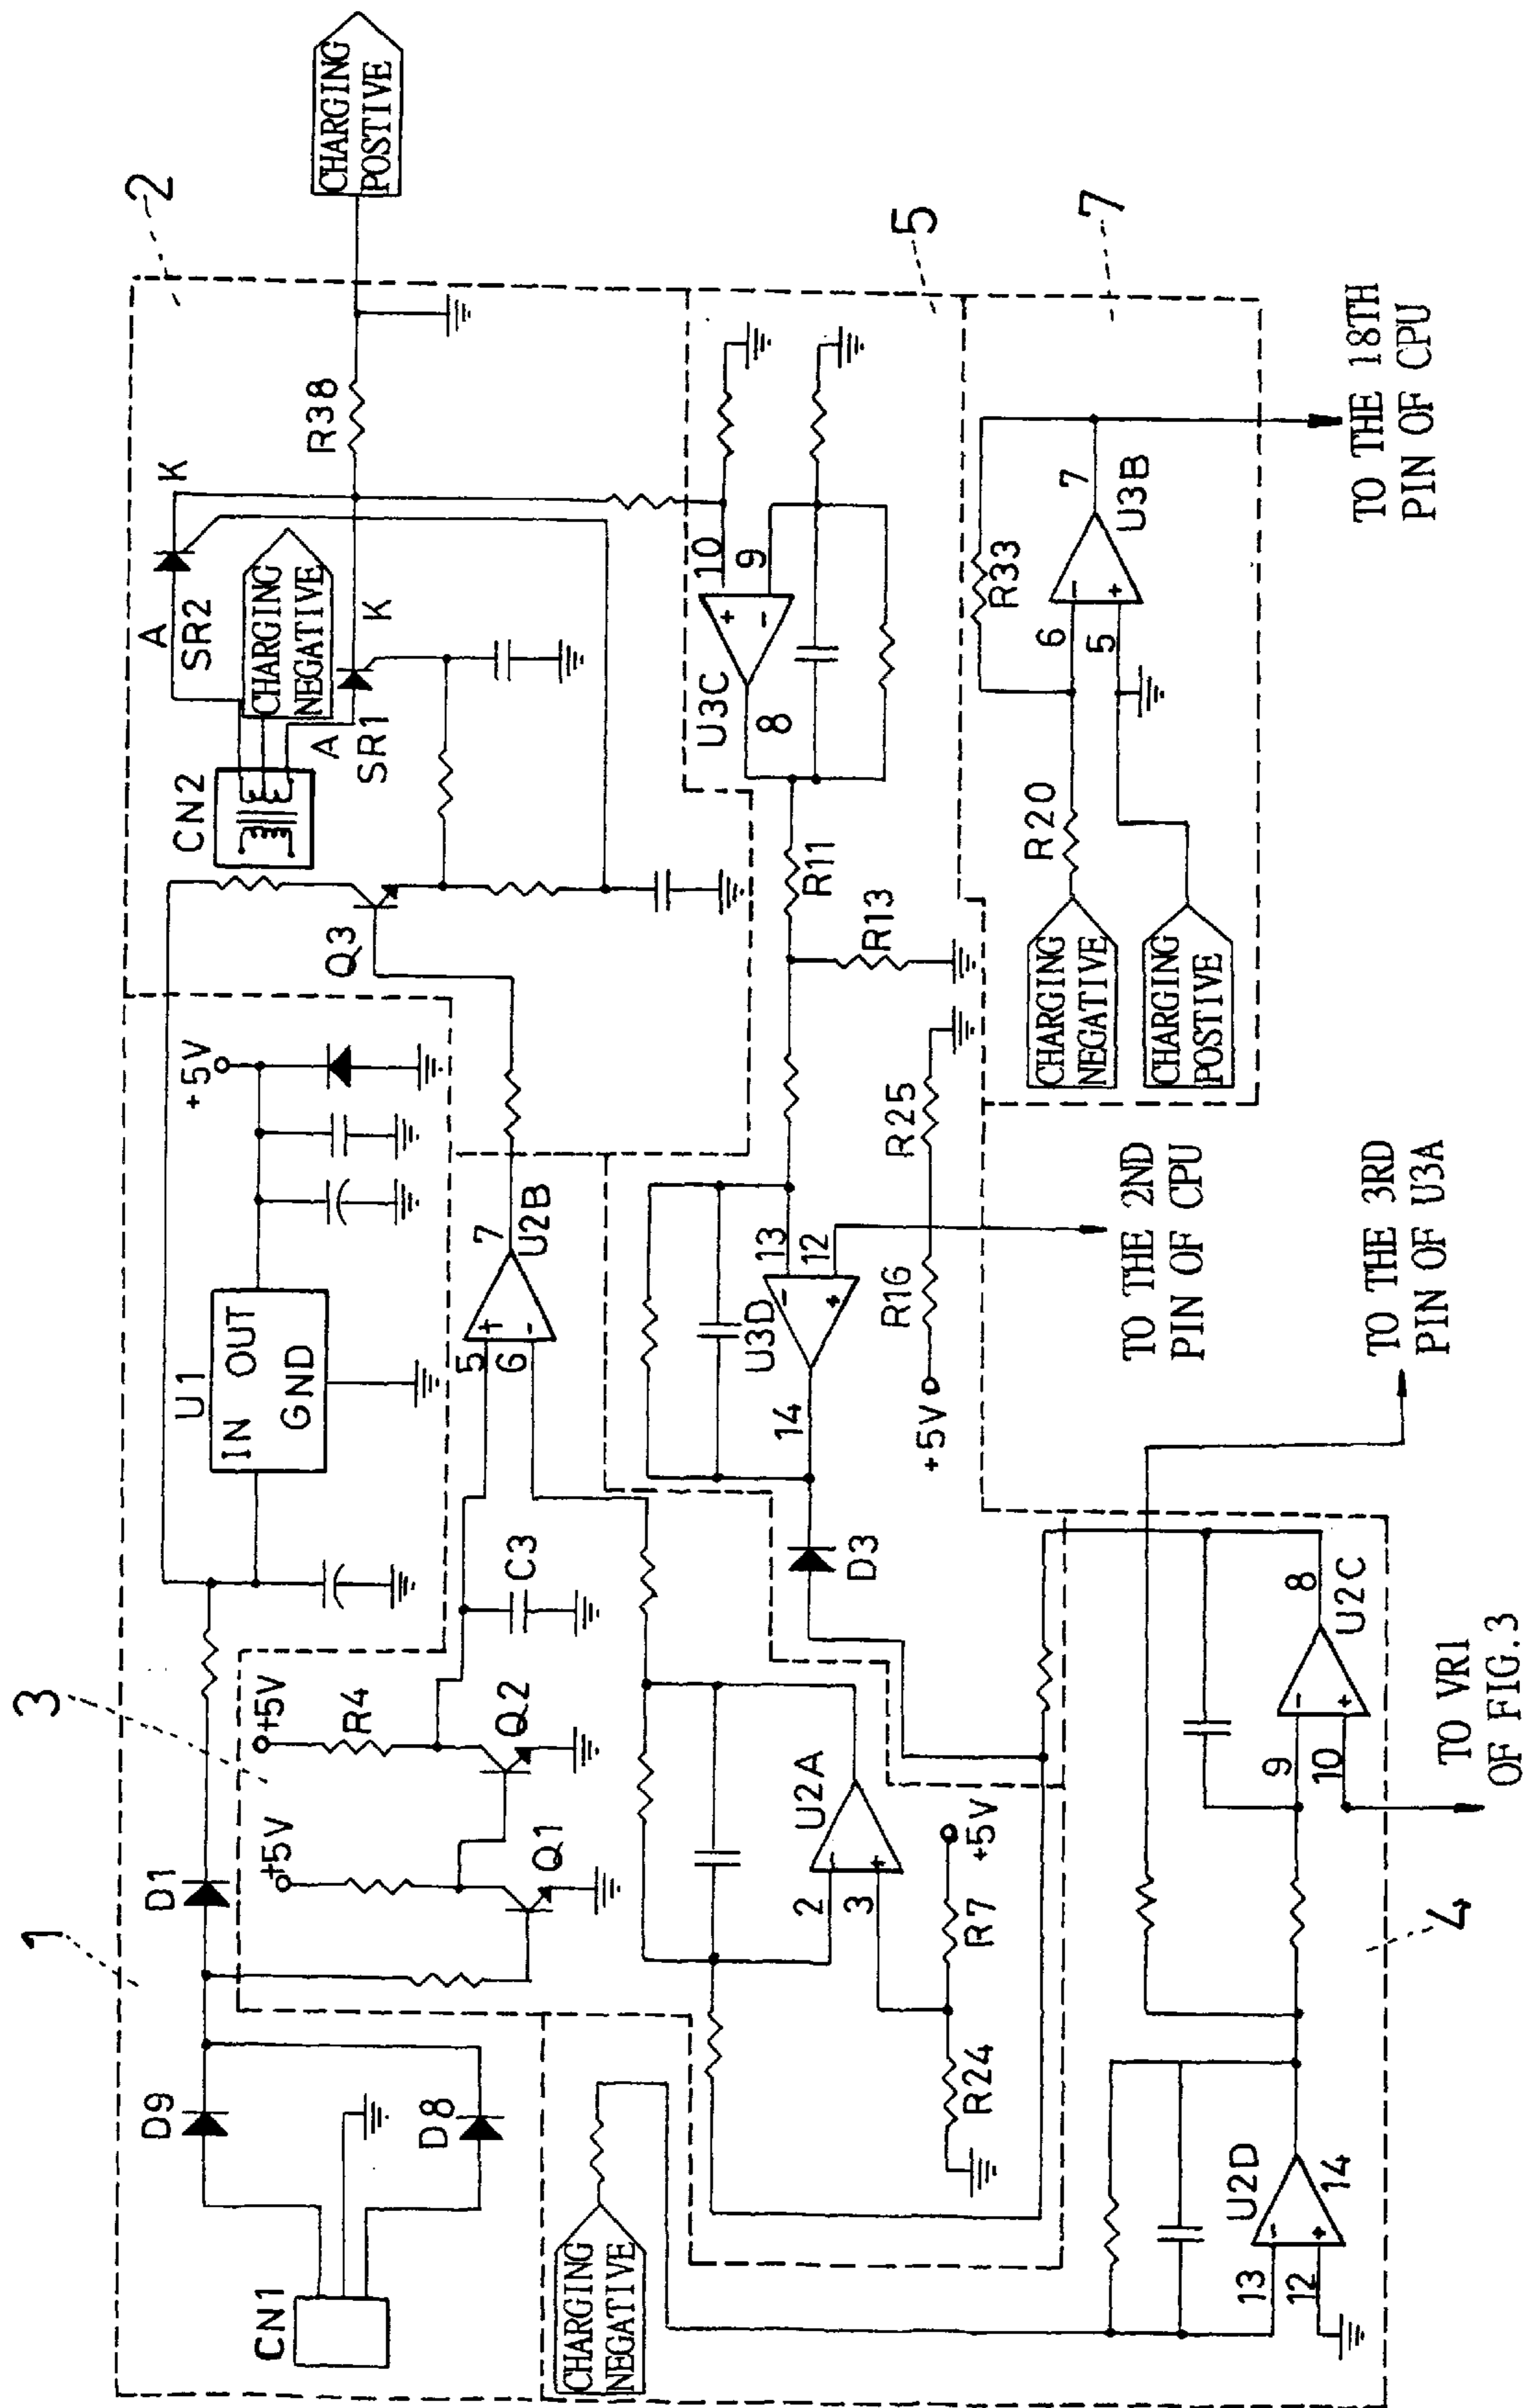 1
3
2
5
7
4
CN1
D9
D8
D1
+5V
+5V
R4
Q1
Q2
C3
U1
IN
OUT
GND
+5V
Q3
CN2
A
SR2
K
CHARGING
NEGATIVE
A
SR1
K
R38
CHARGING
POSTIVE
5
6
+
-
7
U2B
U2A
2
3
-
+
R7
+5V
R24
CHARGING
NEGATIVE
D3
14
U3D
13
12
-
+
TO THE 2ND
PIN OF CPU
+5V
R16
R25
R13
R11
U3C
8
10
9
+
-
CHARGING
NEGATIVE
CHARGING
POSTIVE
R20
R33
6
5
-
+
7
U3B
TO THE 18TH
PIN OF CPU
U2D
13
12
-
+
14
9
10
-
+
8
U2C
TO VR1
OF FIG.3
TO THE 3RD
PIN OF U3A